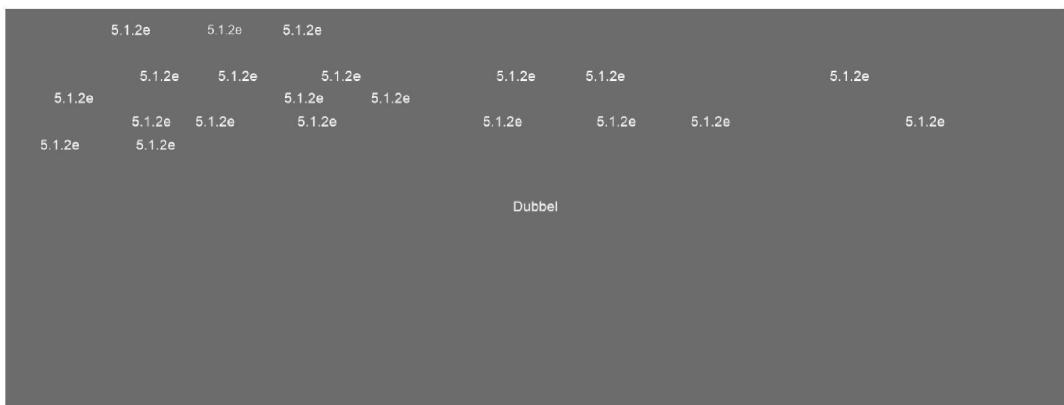 5.1.2e 5.1.2e 5.1.2e
5.1.2e 5.1.2e 5.1.2e 5.1.2e 5.1.2e 5.1.2e
5.1.2e 5.1.2e 5.1.2e
5.1.2e 5.1.2e 5.1.2e 5.1.2e 5.1.2e 5.1.2e 5.1.2e
5.1.2e 5.1.2e
Dubbel